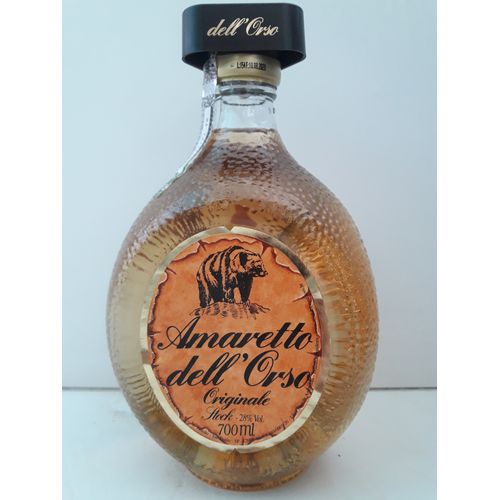 dell'Orso
Amaretto
dell'Orso
Originale
Stock - 28% Vol.
700ml